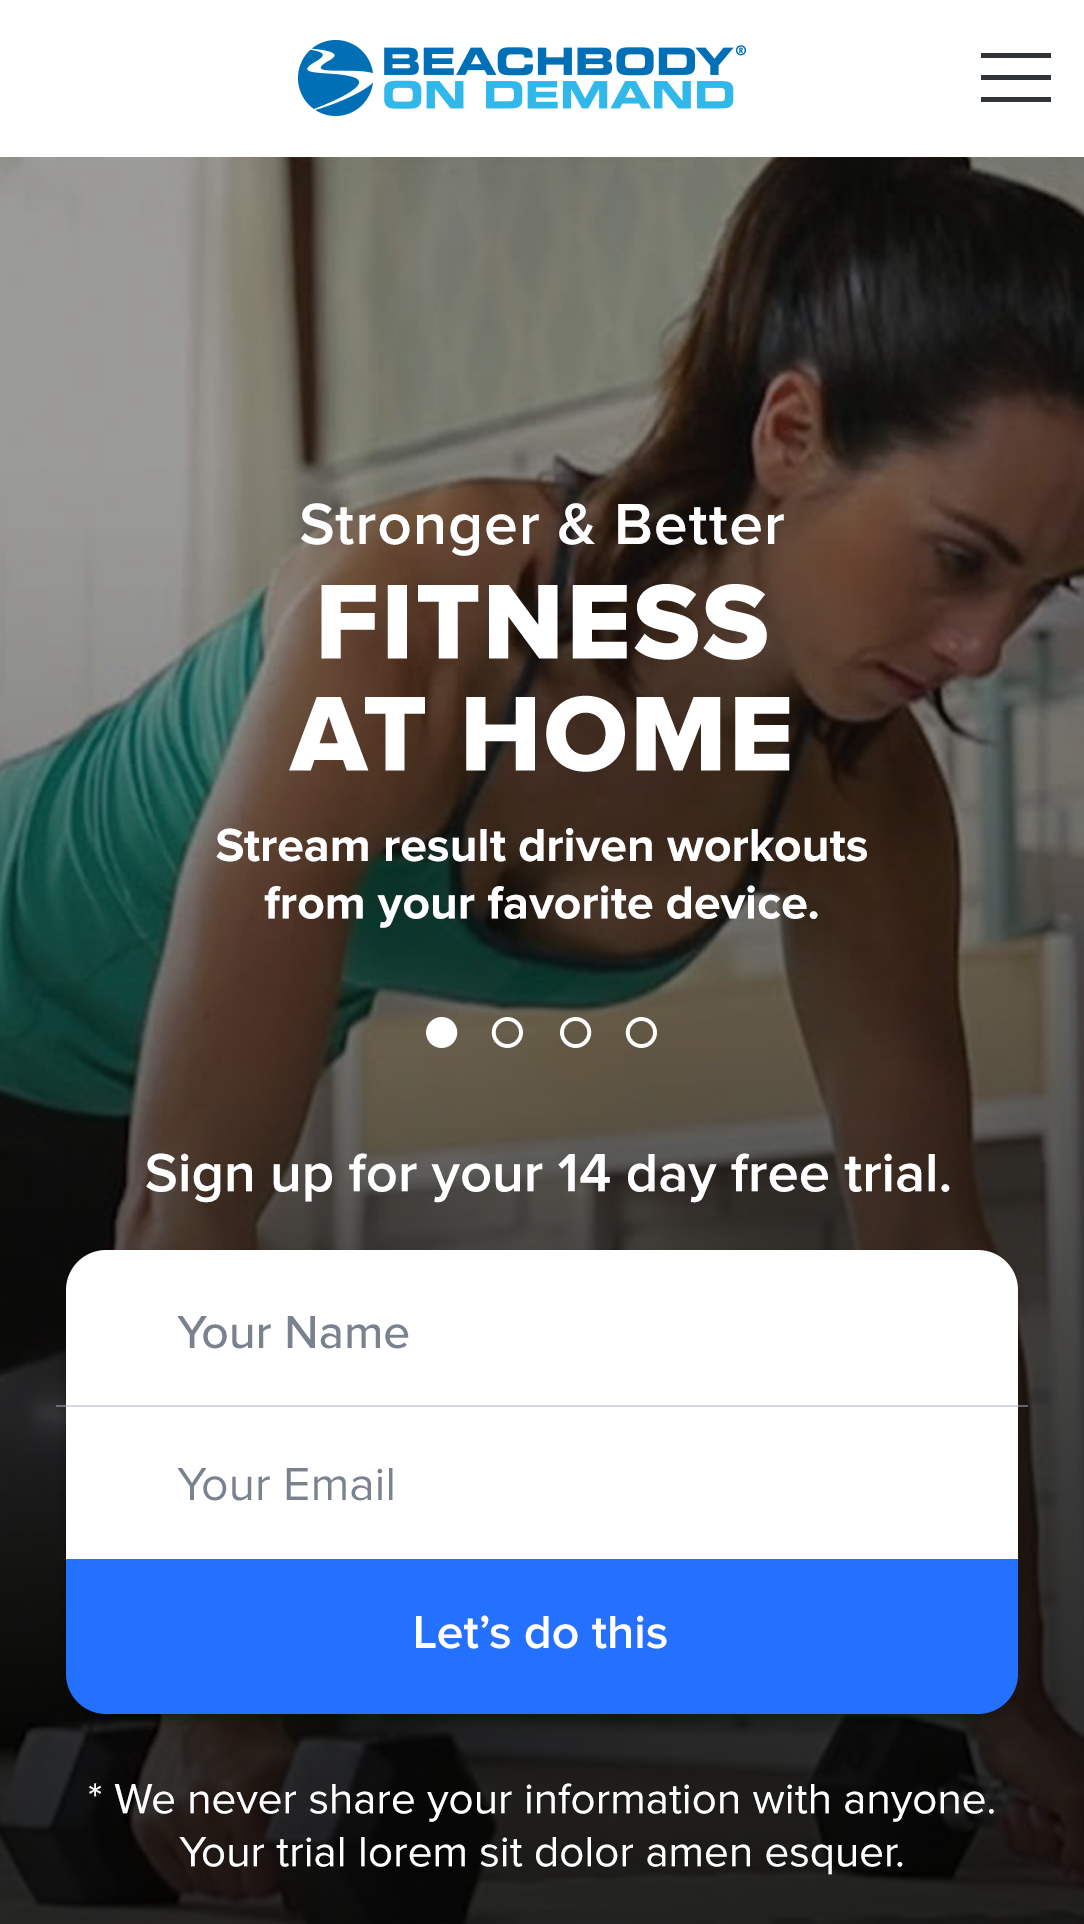 BEACHBODY®
ON DEMAND
Stronger & Better
FITNESS
AT HOME
Stream result driven workouts
from your favorite device.
Sign up for your 14 day free trial.
Your Name
Your Email
Let’s do this
* We never share your information with anyone.
Your trial lorem sit dolor amen esquer.